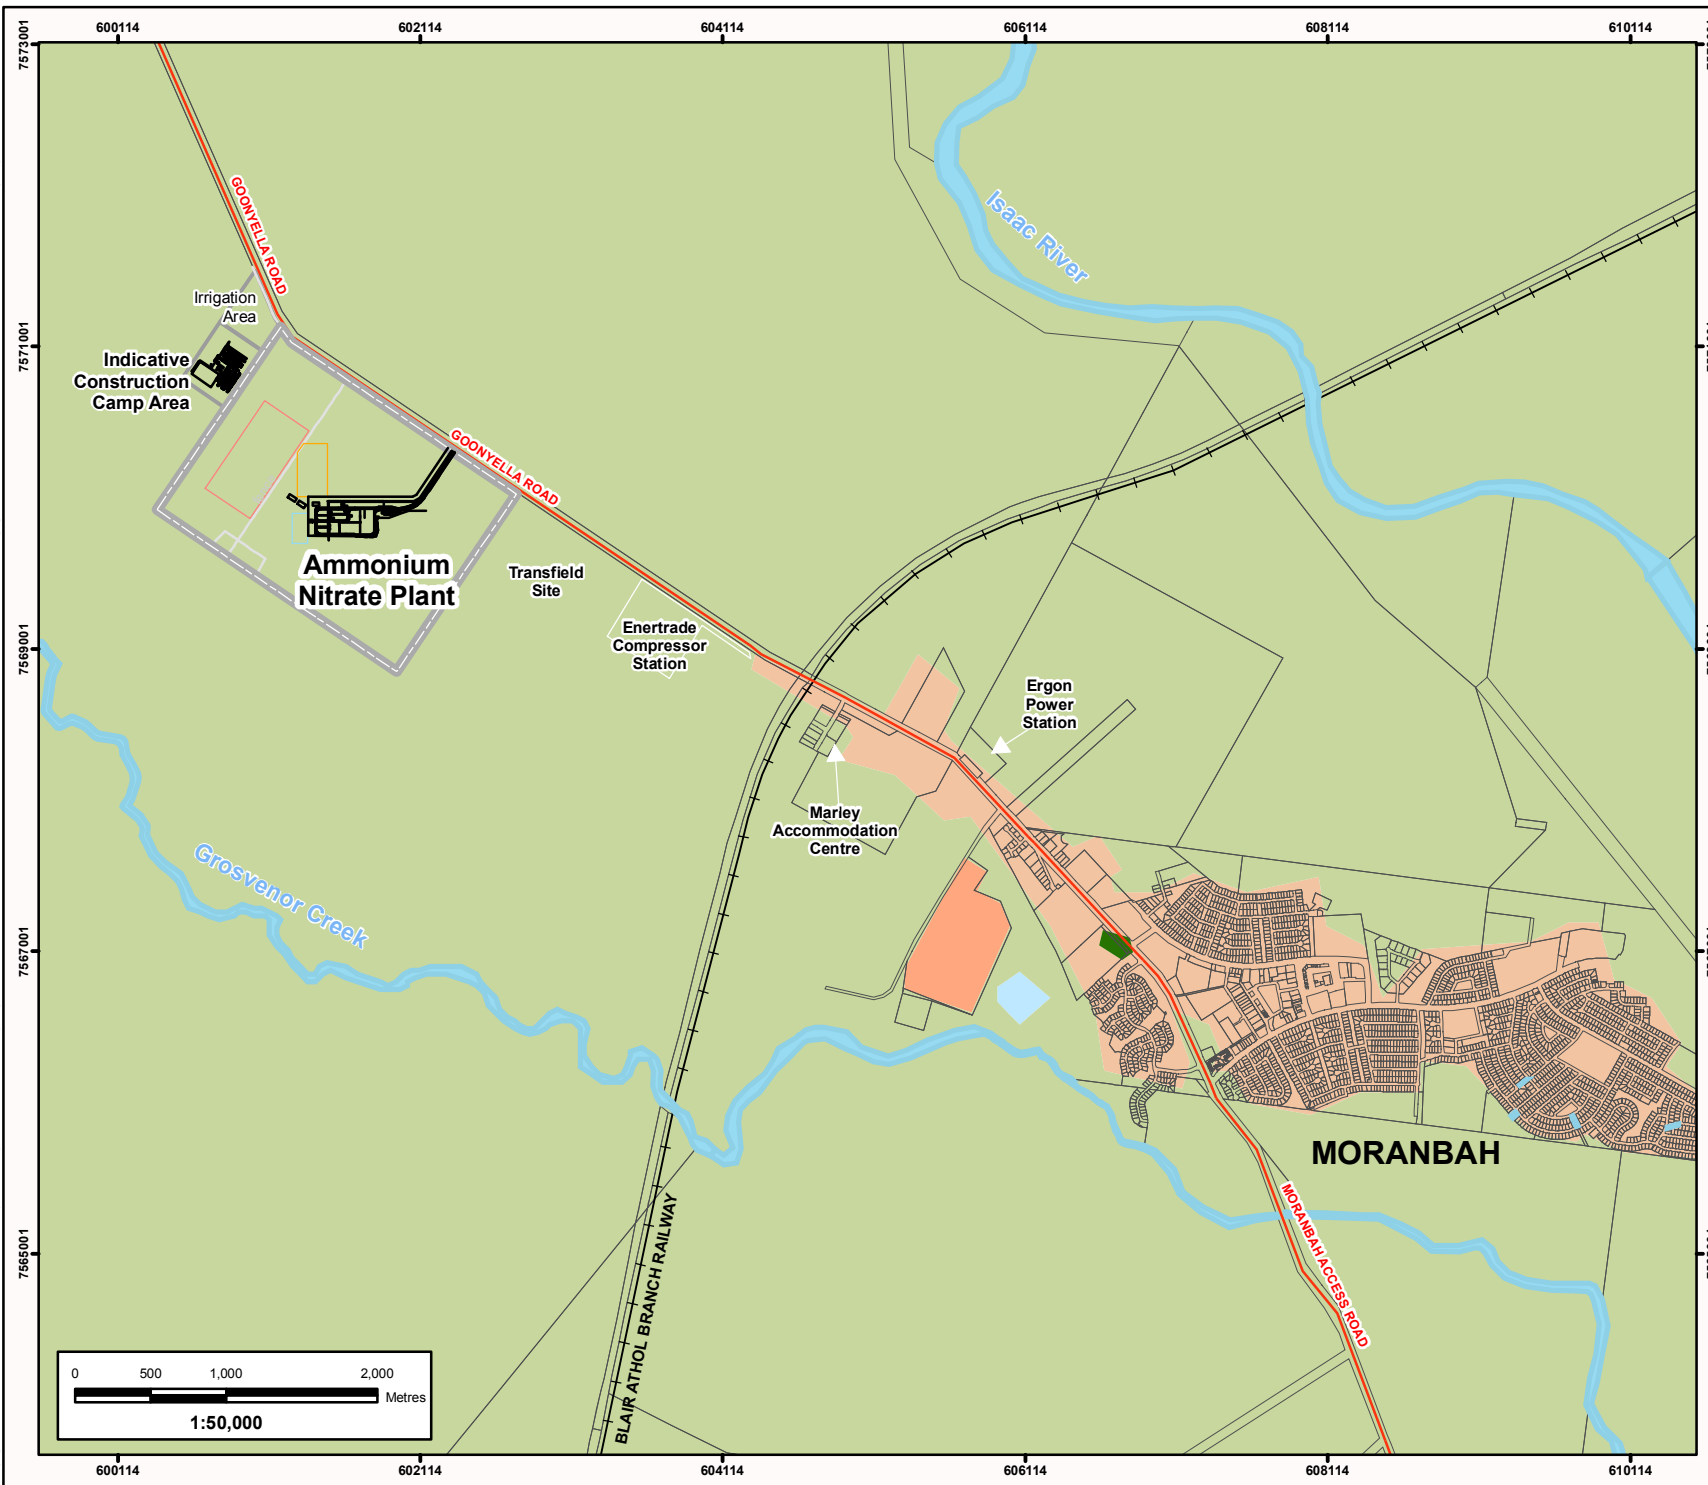 600114
602114
604114
606114
608114
610114
7573001
7571001
7569001
7567001
7565001
GOONYELLA ROAD
Isaac River
Irrigation
Area
Indicative
Construction
Camp Area
GOONYELLA ROAD
Ammonium
Nitrate Plant
Transfield
Site
Enertrade
Compressor
Station
Ergon
Power
Station
Marley
Accommodation
Centre
Grosvenor Creek
MORANBAH
MORANBAH ACCESS ROAD
BLAIR ATHOL BRANCH RAILWAY
0
500
1,000
2,000
Metres
1:50,000
600114
602114
604114
606114
608114
610114